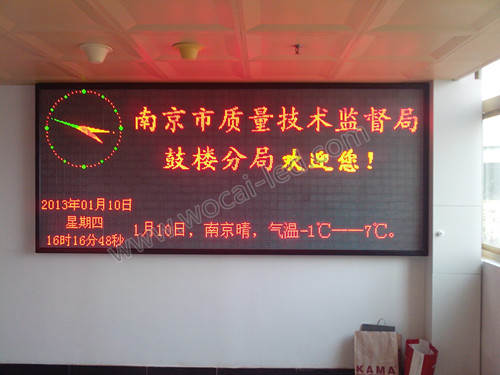 南京市质量技术监督局
鼓楼分局欢迎您!
2013年01月10日
星期四
16时16分48秒
1月10日，南京晴，气温-1℃——7℃。
www.wocai-led.com
KAMA